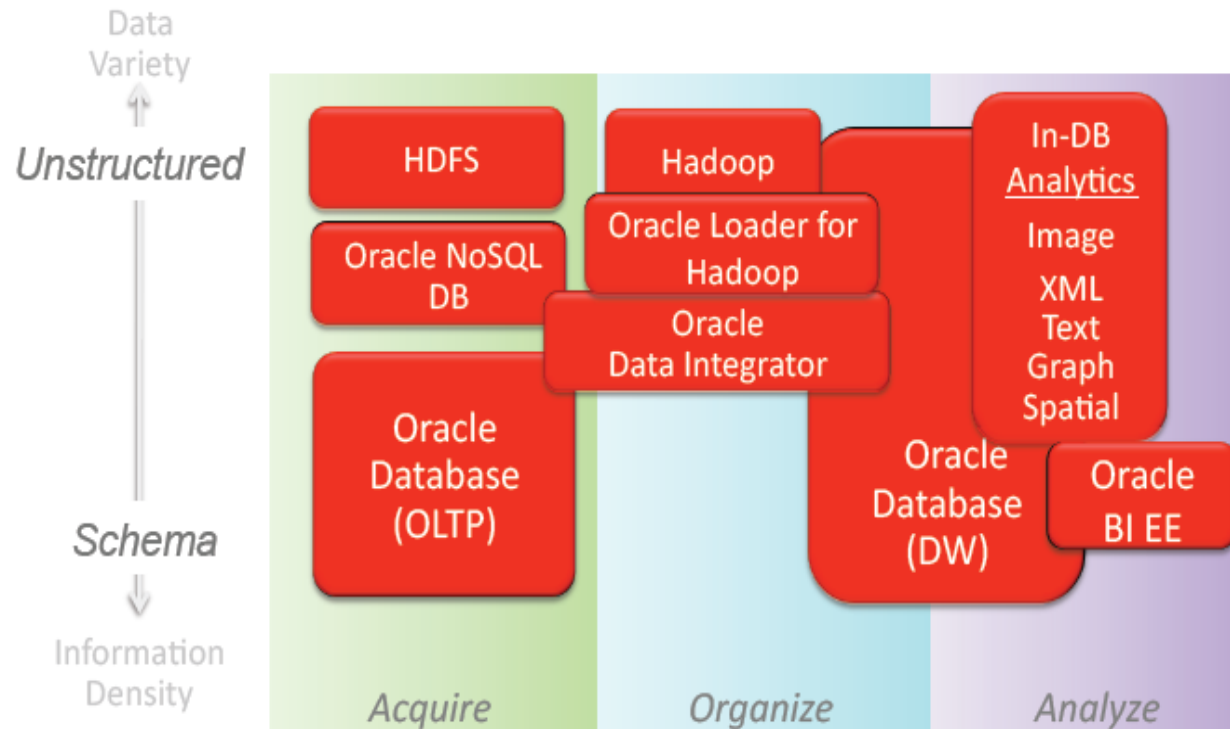 Data
Variety
Unstructured
Schema
Information
Density
HDFS
Oracle NoSQL
DB
Oracle
Database
(OLTP)
Acquire
Hadoop
Oracle Loader for
Hadoop
Oracle
Data Integrator
Organize
Oracle
Database
(DW)
In-DB
Analytics
Image
XML
Text
Graph
Spatial
Oracle
BI EE
Analyze